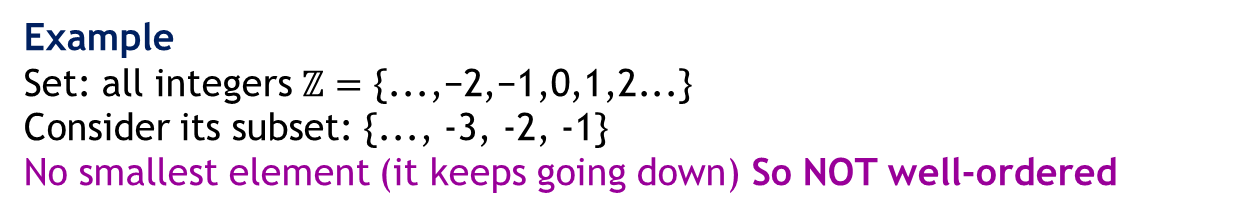 Example
Set: all integers ℤ = {...,−2,−1,0,1,2...}
Consider its subset: {..., -3, -2, -1}
No smallest element (it keeps going down) So NOT well-ordered